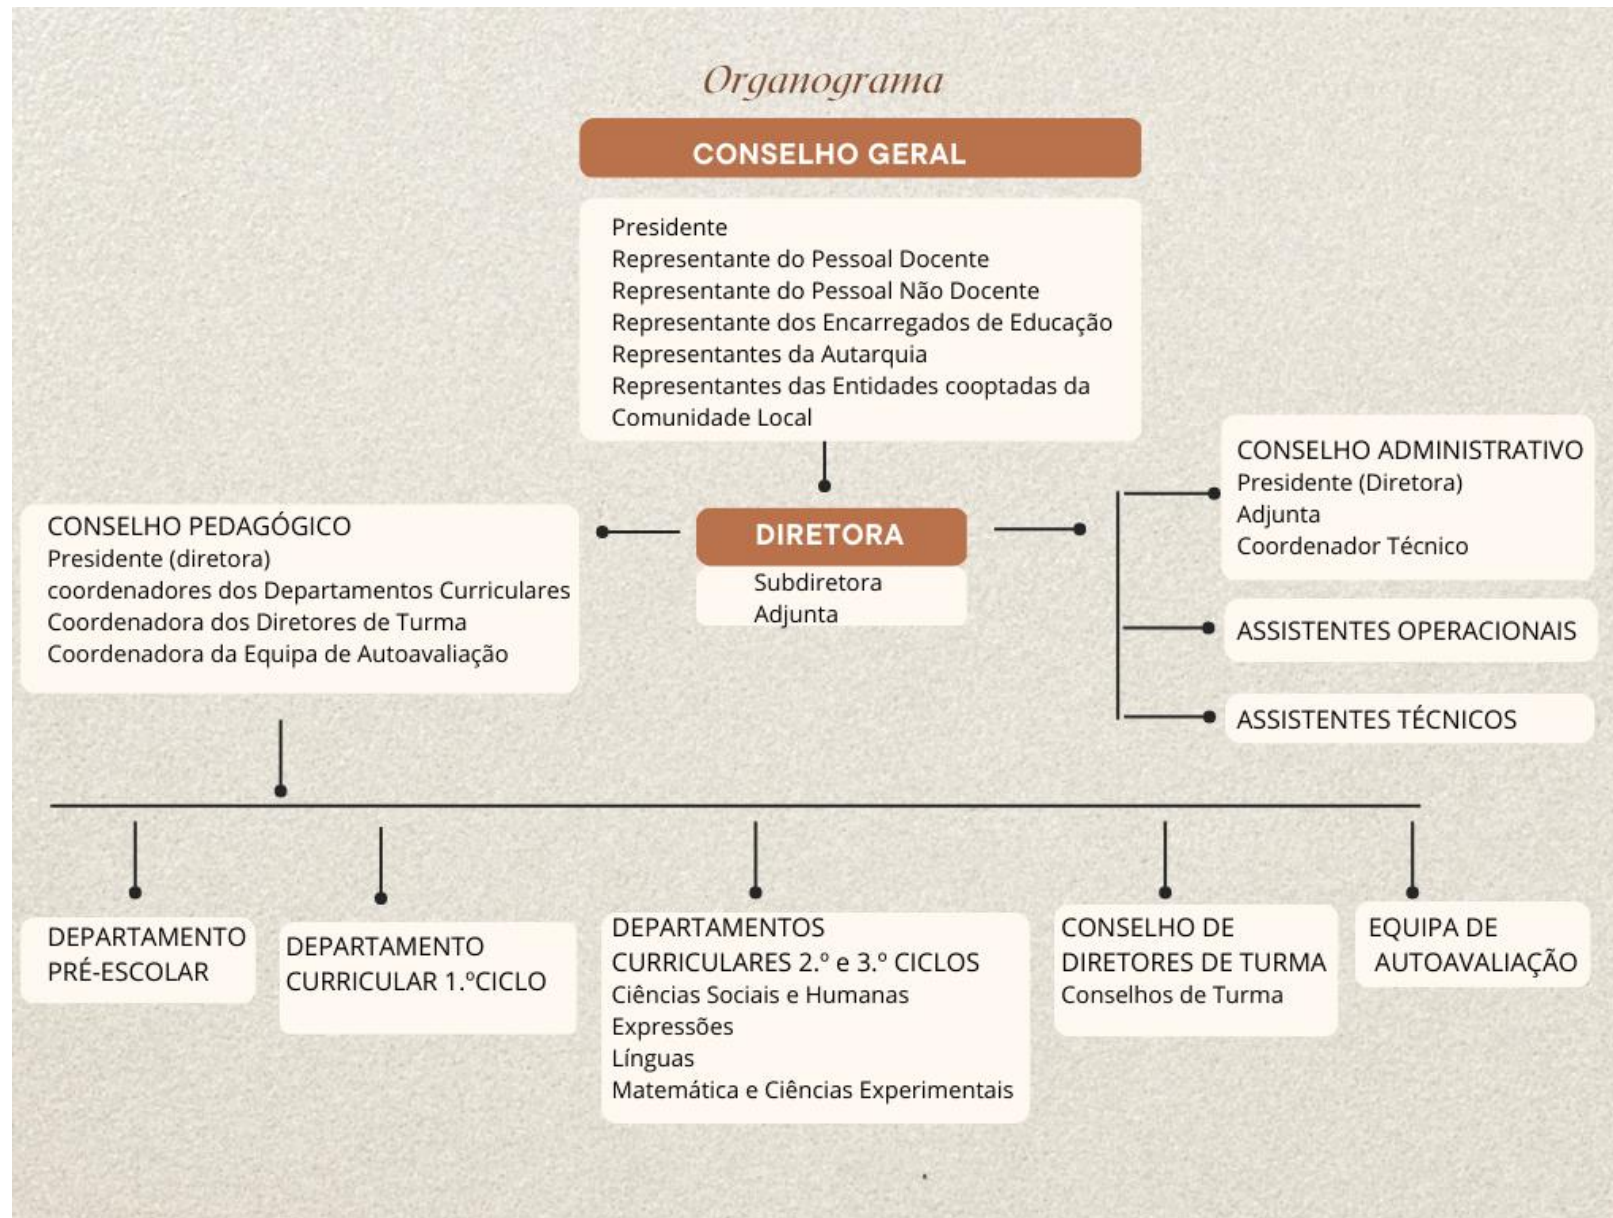 Organograma
CONSELHO GERAL
Presidente
Representante do Pessoal Docente
Representante do Pessoal Não Docente
Representante dos Encarregados de Educação
Representantes da Autarquia
Representantes das Entidades cooptadas da
Comunidade Local
CONSELHO PEDAGÓGICO
Presidente (diretora)
coordenadores dos Departamentos Curriculares
Coordenadora dos Diretores de Turma
Coordenadora da Equipa de Autoavaliação
DIRETORA
Subdiretora
Adjunta
CONSELHO ADMINISTRATIVO
Presidente (Diretora)
Adjunta
Coordenador Técnico
ASSISTENTES OPERACIONAIS
ASSISTENTES TÉCNICOS
DEPARTAMENTO
PRÉ-ESCOLAR
DEPARTAMENTO
CURRICULAR 1.ºCICLO
DEPARTAMENTOS
CURRICULARES 2.º e 3.º CICLOS
Ciências Sociais e Humanas
Expressões
Línguas
Matemática e Ciências Experimentais
CONSELHO DE
DIRETORES DE TURMA
Conselhos de Turma
EQUIPA DE
AUTOAVALIAÇÃO